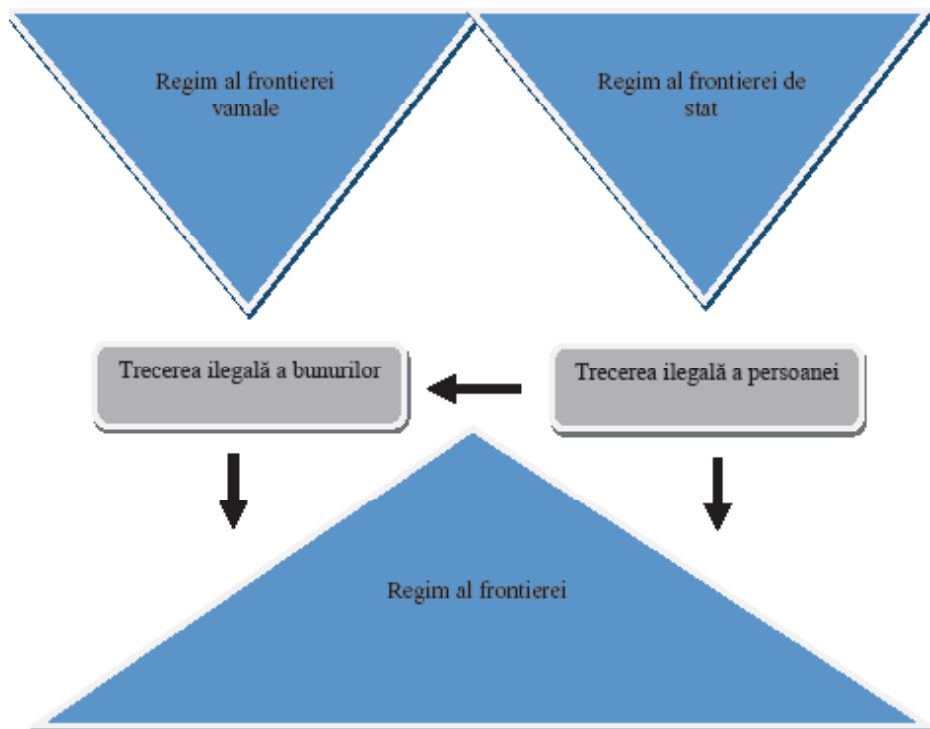 Regim al frontierei
vamale
Regim al frontierei de
stat
Trecerea ilegală a bunurilor
Trecerea ilegală a persoanei
Regim al frontierei